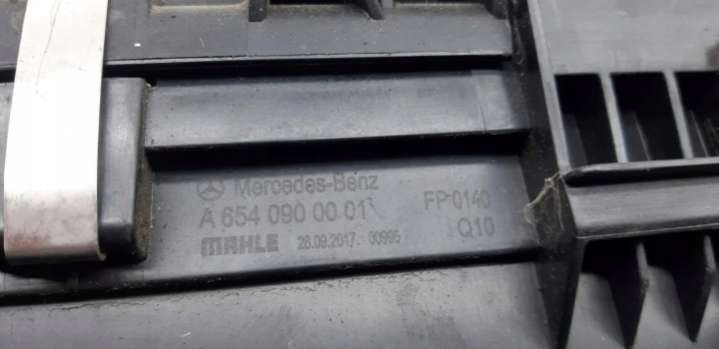 Mercedes-Benz
A 654 090 00 01
MAHLE 28.09.2017 00995
FP 0140
Q10